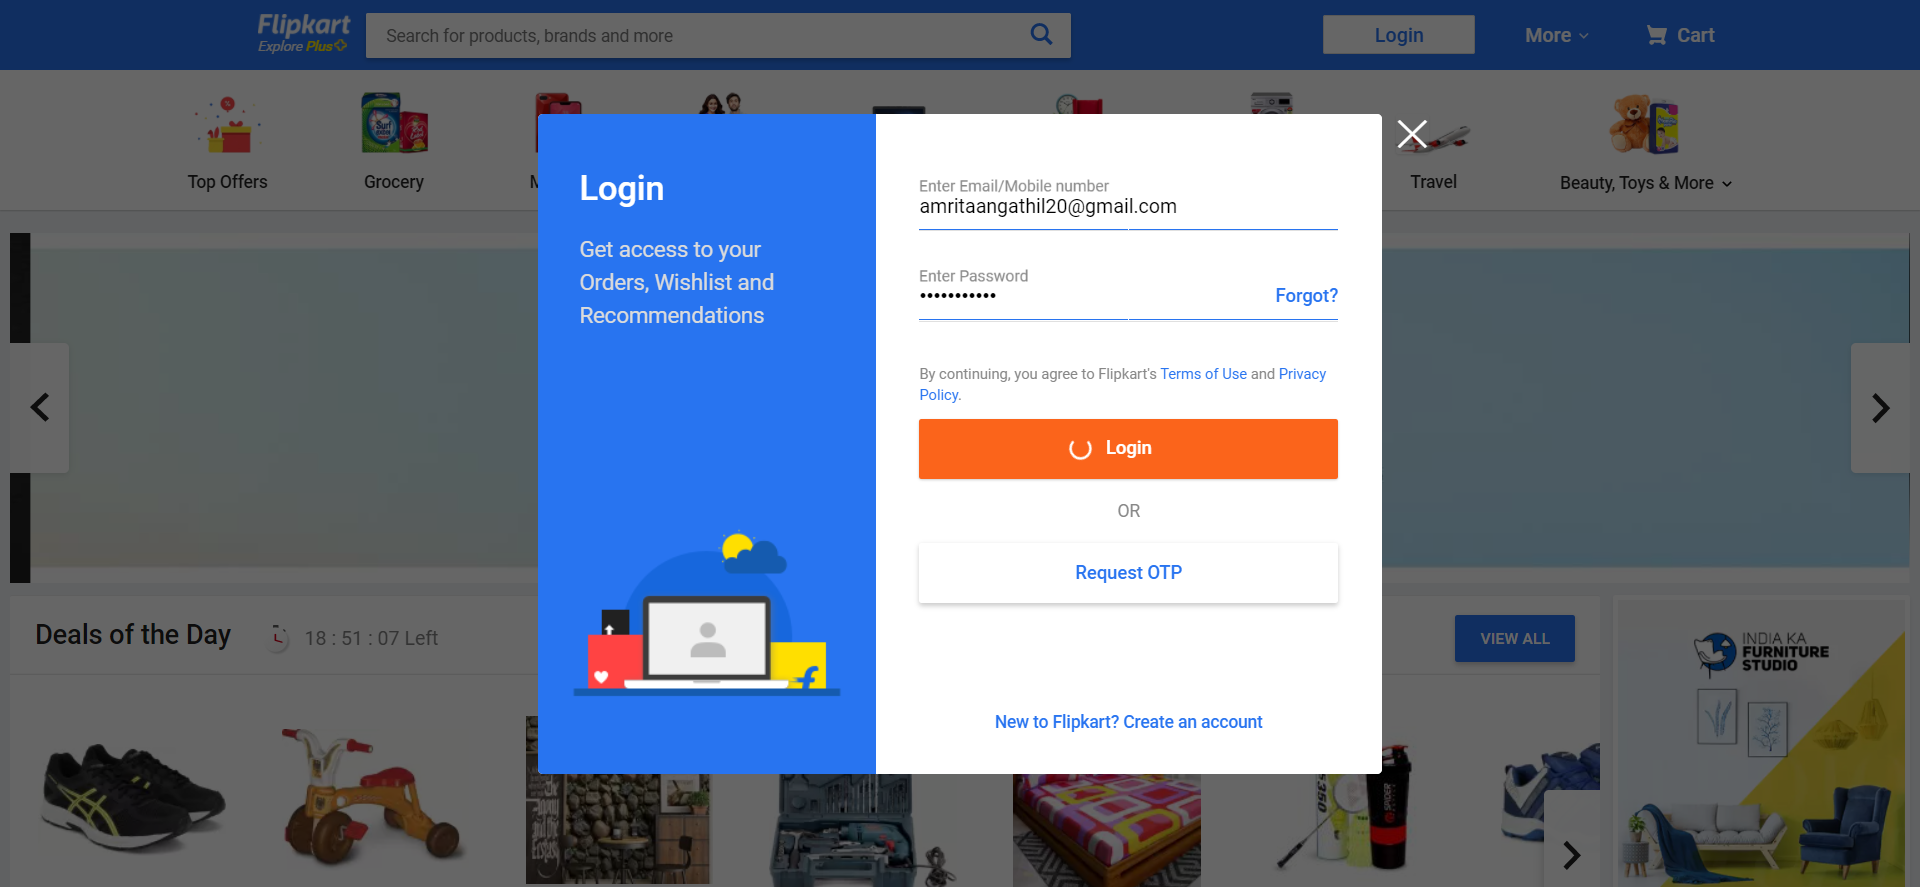 Flipkart
Explore Plus
Search for products, brands and more
Login
More
Cart
Top Offers
Grocery
M
Travel
Beauty, Toys & More
Login
Get access to your
Orders, Wishlist and
Recommendations
Enter Email/Mobile number
amritaangathil20@gmail.com
Enter Password
Forgot?
By continuing, you agree to Flipkart's Terms of Use and Privacy
Policy.
Login
OR
Request OTP
New to Flipkart? Create an account
Deals of the Day
18 : 51 : 07 Left
VIEW ALL
INDIA KA
FURNITURE
STUDIO